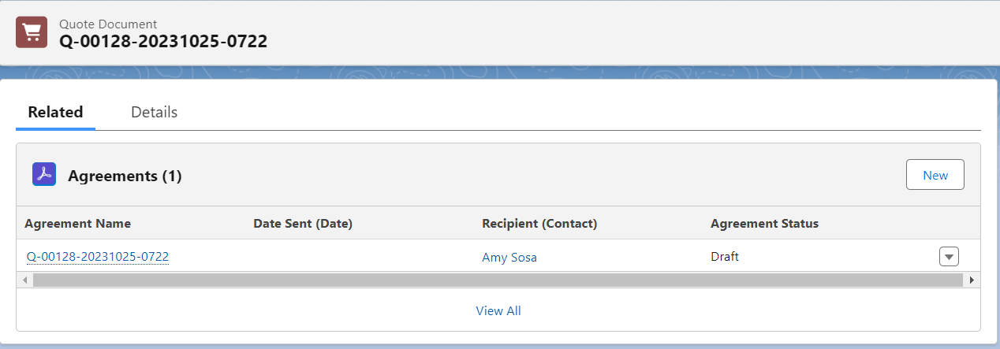 Quote Document
Q-00128-20231025-0722
Related Details
Agreements (1) New
Agreement Name Date Sent (Date) Recipient (Contact) Agreement Status
Q-00128-20231025-0722 Amy Sosa Draft
View All